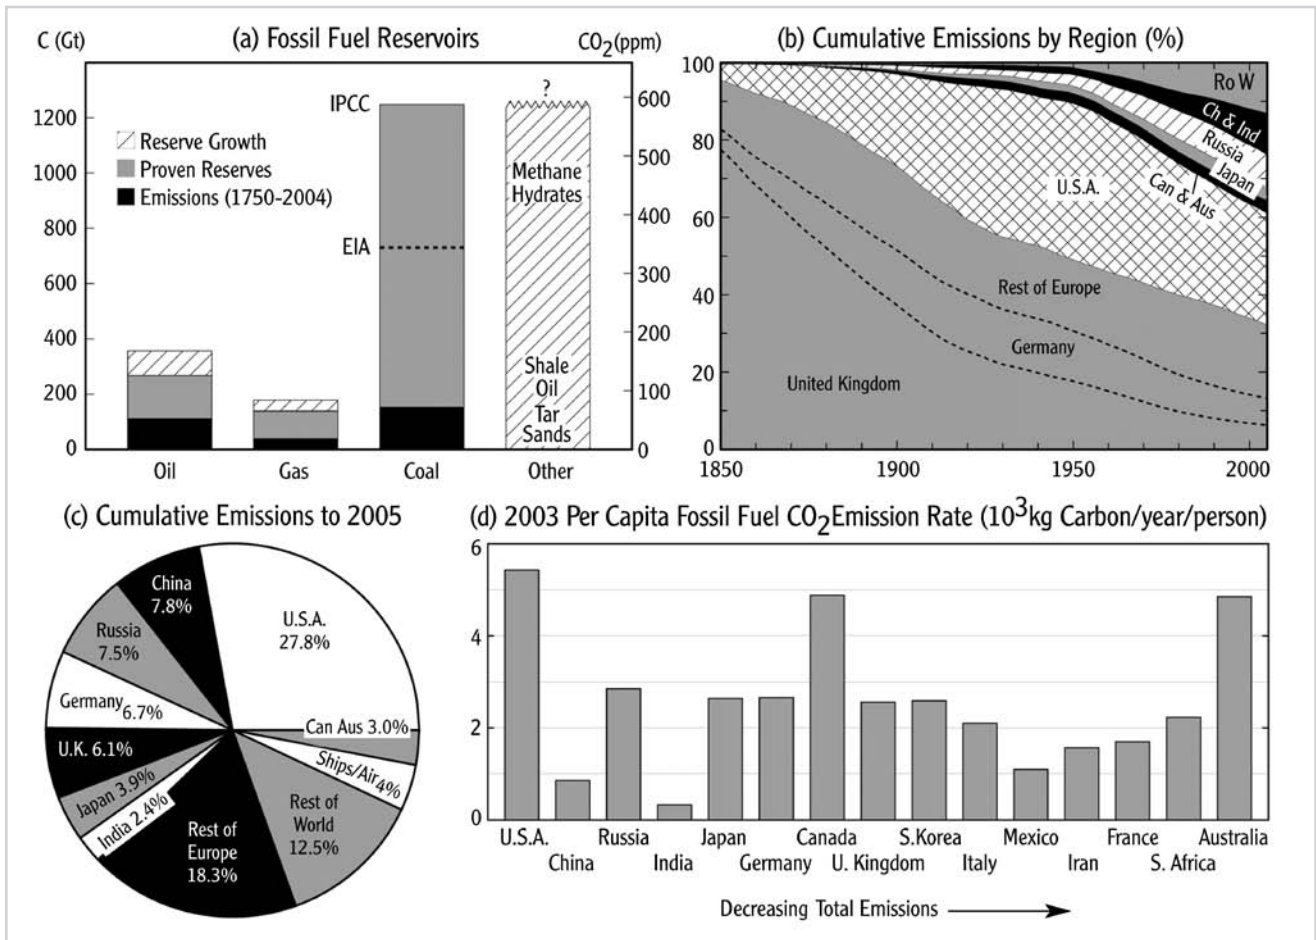 C (Gt)
(a) Fossil Fuel Reservoirs
CO2(ppm)
1200
1000
800
600
400
200
0
600
500
400
300
200
100
0
Reserve Growth
Proven Reserves
Emissions (1750-2004)
IPCC
EIA
?
Methane
Hydrates
Shale
Oil
Tar
Sands
Oil
Gas
Coal
Other
(b) Cumulative Emissions by Region (%)
100
80
60
40
20
0
Ro W
Ch & Ind
Russia
Japan
Can & Aus
U.S.A.
Rest of Europe
Germany
United Kingdom
1850
1900
1950
2000
(c) Cumulative Emissions to 2005
China
7.8%
U.S.A.
27.8%
Russia
7.5%
Germany 6.7%
Can Aus 3.0%
U.K. 6.1%
Ships/Air 4%
Japan 3.9%
India 2.4%
Rest of
Europe
18.3%
Rest of
World
12.5%
(d) 2003 Per Capita Fossil Fuel CO2 Emission Rate (10^3 kg Carbon/year/person)
6
4
2
0
U.S.A.
China
Russia
India
Japan
Germany
Canada
U. Kingdom
S.Korea
Italy
Mexico
Iran
France
S. Africa
Australia
Decreasing Total Emissions